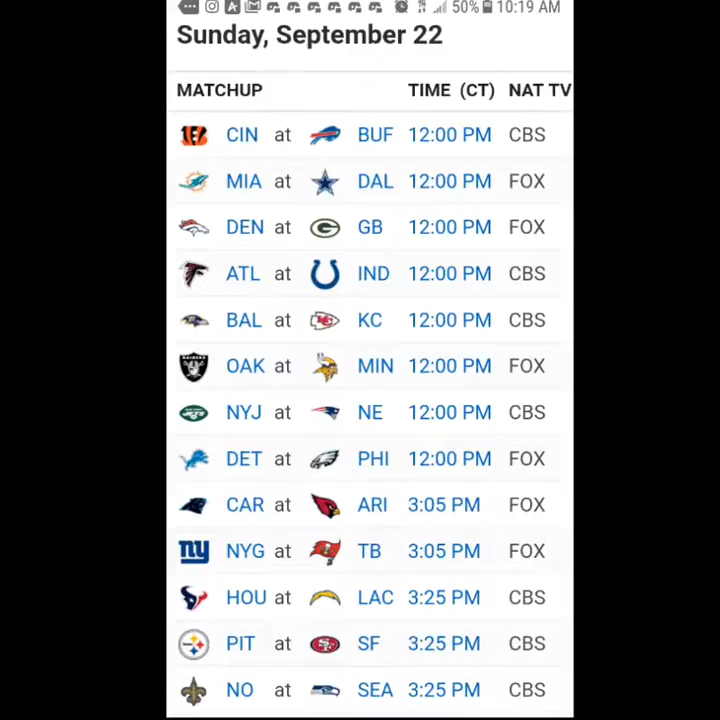 50% 10:19 AM
Sunday, September 22
MATCHUP TIME (CT) NAT TV
CIN at BUF 12:00 PM CBS
MIA at DAL 12:00 PM FOX
DEN at GB 12:00 PM FOX
ATL at IND 12:00 PM CBS
BAL at KC 12:00 PM CBS
OAK at MIN 12:00 PM FOX
NYJ at NE 12:00 PM CBS
DET at PHI 12:00 PM FOX
CAR at ARI 3:05 PM FOX
ny NYG at TB 3:05 PM FOX
HOU at LAC 3:25 PM CBS
PIT at SF 3:25 PM CBS
NO at SEA 3:25 PM CBS